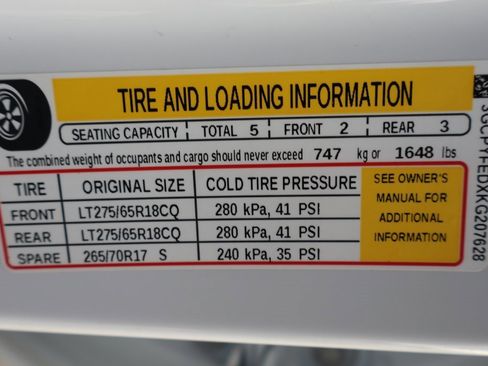 TIRE AND LOADING INFORMATION
SEATING CAPACITY TOTAL 5 FRONT 2 REAR 3
The combined weight of occupants and cargo should never exceed 747 kg or 1648 lbs
TIRE ORIGINAL SIZE COLD TIRE PRESSURE
FRONT LT275/65R18CQ 280 kPa, 41 PSI
REAR LT275/65R18CQ 280 kPa, 41 PSI
SPARE 265/70R17 S 240 kPa, 35 PSI
SEE OWNER'S
MANUAL FOR
ADDITIONAL
INFORMATION
3GCPYFEDXKG207628